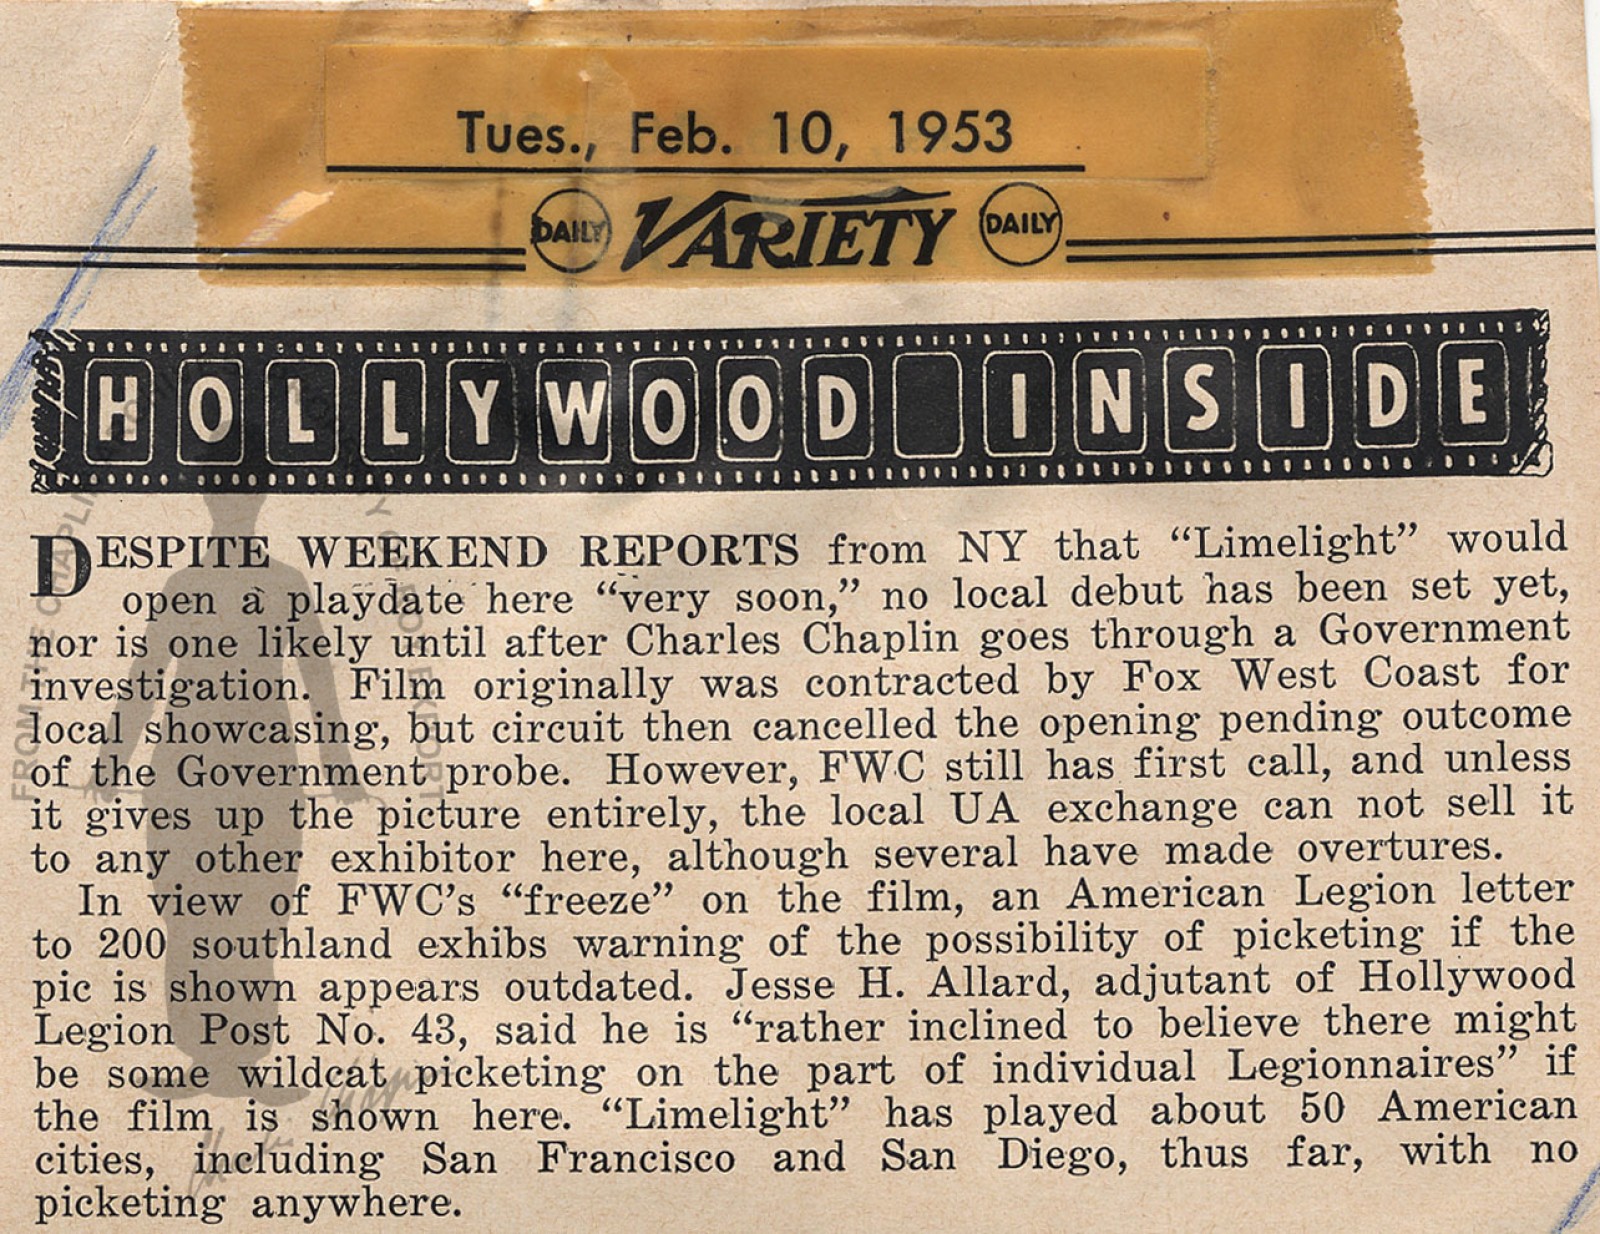 Tues., Feb. 10, 1953
DAILY VARIETY DAILY
HOLLYWOOD INSIDE
DESPITE WEEKEND REPORTS from NY that “Limelight” would
open a playdate here “very soon,” no local debut has been set yet,
nor is one likely until after Charles Chaplin goes through a Government
investigation. Film originally was contracted by Fox West Coast for
local showcasing, but circuit then cancelled the opening pending outcome
of the Government probe. However, FWC still has first call, and unless
it gives up the picture entirely, the local UA exchange can not sell it
to any other exhibitor here, although several have made overtures.
In view of FWC’s “freeze” on the film, an American Legion letter
to 200 southland exhibs warning of the possibility of picketing if the
pic is shown appears outdated. Jesse H. Allard, adjutant of Hollywood
Legion Post No. 43, said he is “rather inclined to believe there might
be some wildcat picketing on the part of individual Legionnaires” if
the film is shown here. “Limelight” has played about 50 American
cities, including San Francisco and San Diego, thus far, with no
picketing anywhere.
FROM THE CHAPLIN